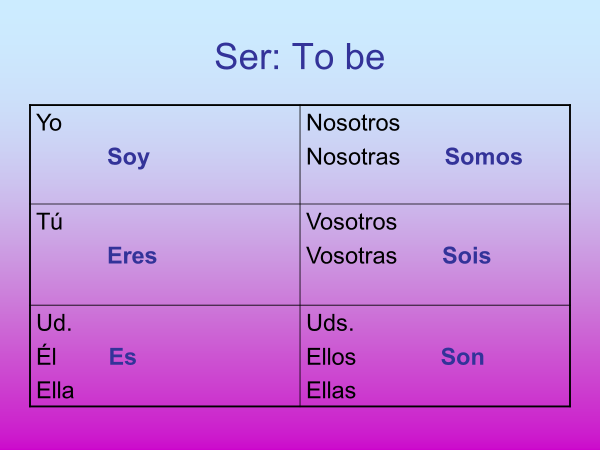 Ser: To be
Yo
Soy
Nosotros
Nosotras Somos
Tú
Eres
Vosotros
Vosotras Sois
Ud.
Él Es
Ella
Uds.
Ellos Son
Ellas